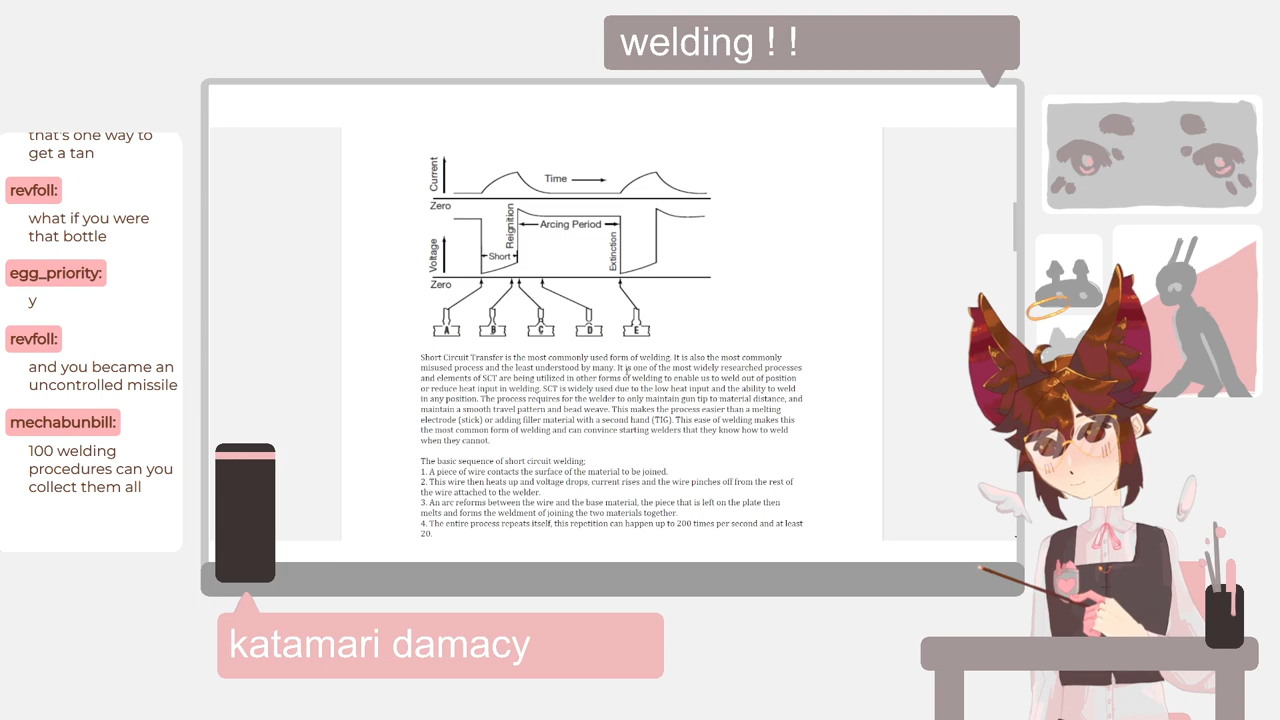 welding ! !
that's one way to
get a tan
revfoll:
what if you were
that bottle
egg_priority:
y
revfoll:
and you became an
uncontrolled missile
mechabunbill:
100 welding
procedures can you
collect them all
Current
Time
Zero
Voltage
Short
Reignition
Arcing Period
Extinction
Zero
A B C D E
Short Circuit Transfer is the most commonly used form of welding. It is also the most commonly
misused process and the least understood by many. It is one of the most widely researched processes
and elements of SCT are being utilized in other forms of welding to enable us to weld out of position
or reduce heat input in welding. SCT is widely used due to the low heat input and the ability to weld
in any position. The process requires for the welder to only maintain gun tip to material distance, and
maintain a smooth travel pattern and bead weave. This makes the process easier than a melting
electrode (stick) or adding filler material with a second hand (TIG). This ease of welding makes this
the most common form of welding and can convince starting welders that they know how to weld
when they cannot.
The basic sequence of short circuit welding;
1. A piece of wire contacts the surface of the material to be joined.
2. This wire then heats up and voltage drops, current rises and the wire pinches off from the rest of
the wire attached to the welder.
3. An arc reforms between the wire and the base material, the piece that is left on the plate then
melts and forms the weldment of joining the two materials together.
4. The entire process repeats itself, this repetition can happen up to 200 times per second and at least
20.
katamari damacy